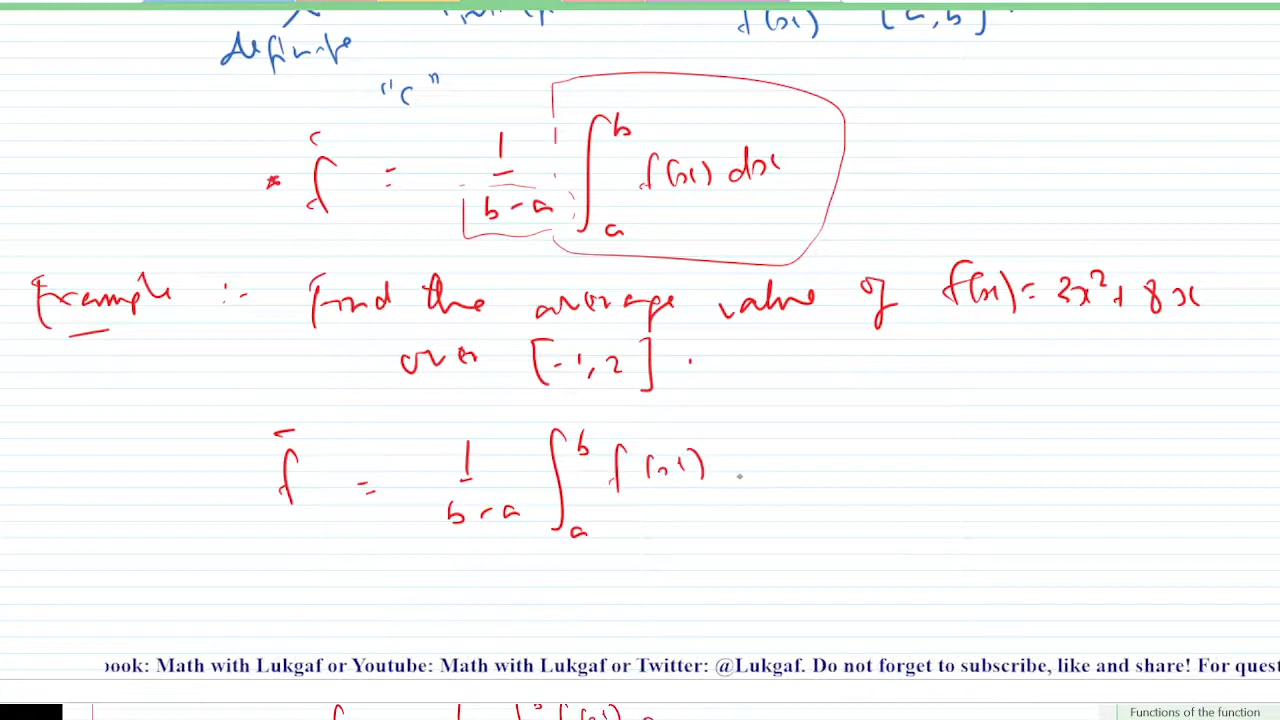 definite
f(x) [a,b].
"c"
* f̄ = 1/(b-a) ∫_a^b f(x) dx
Example :- Find the average value of f(x) = 3x² + 8x
over [-1, 2].
f̄ = 1/(b-a) ∫_a^b f(x)
ook: Math with Lukgaf or Youtube: Math with Lukgaf or Twitter: @Lukgaf. Do not forget to subscribe, like and share! For quest
Functions of the function